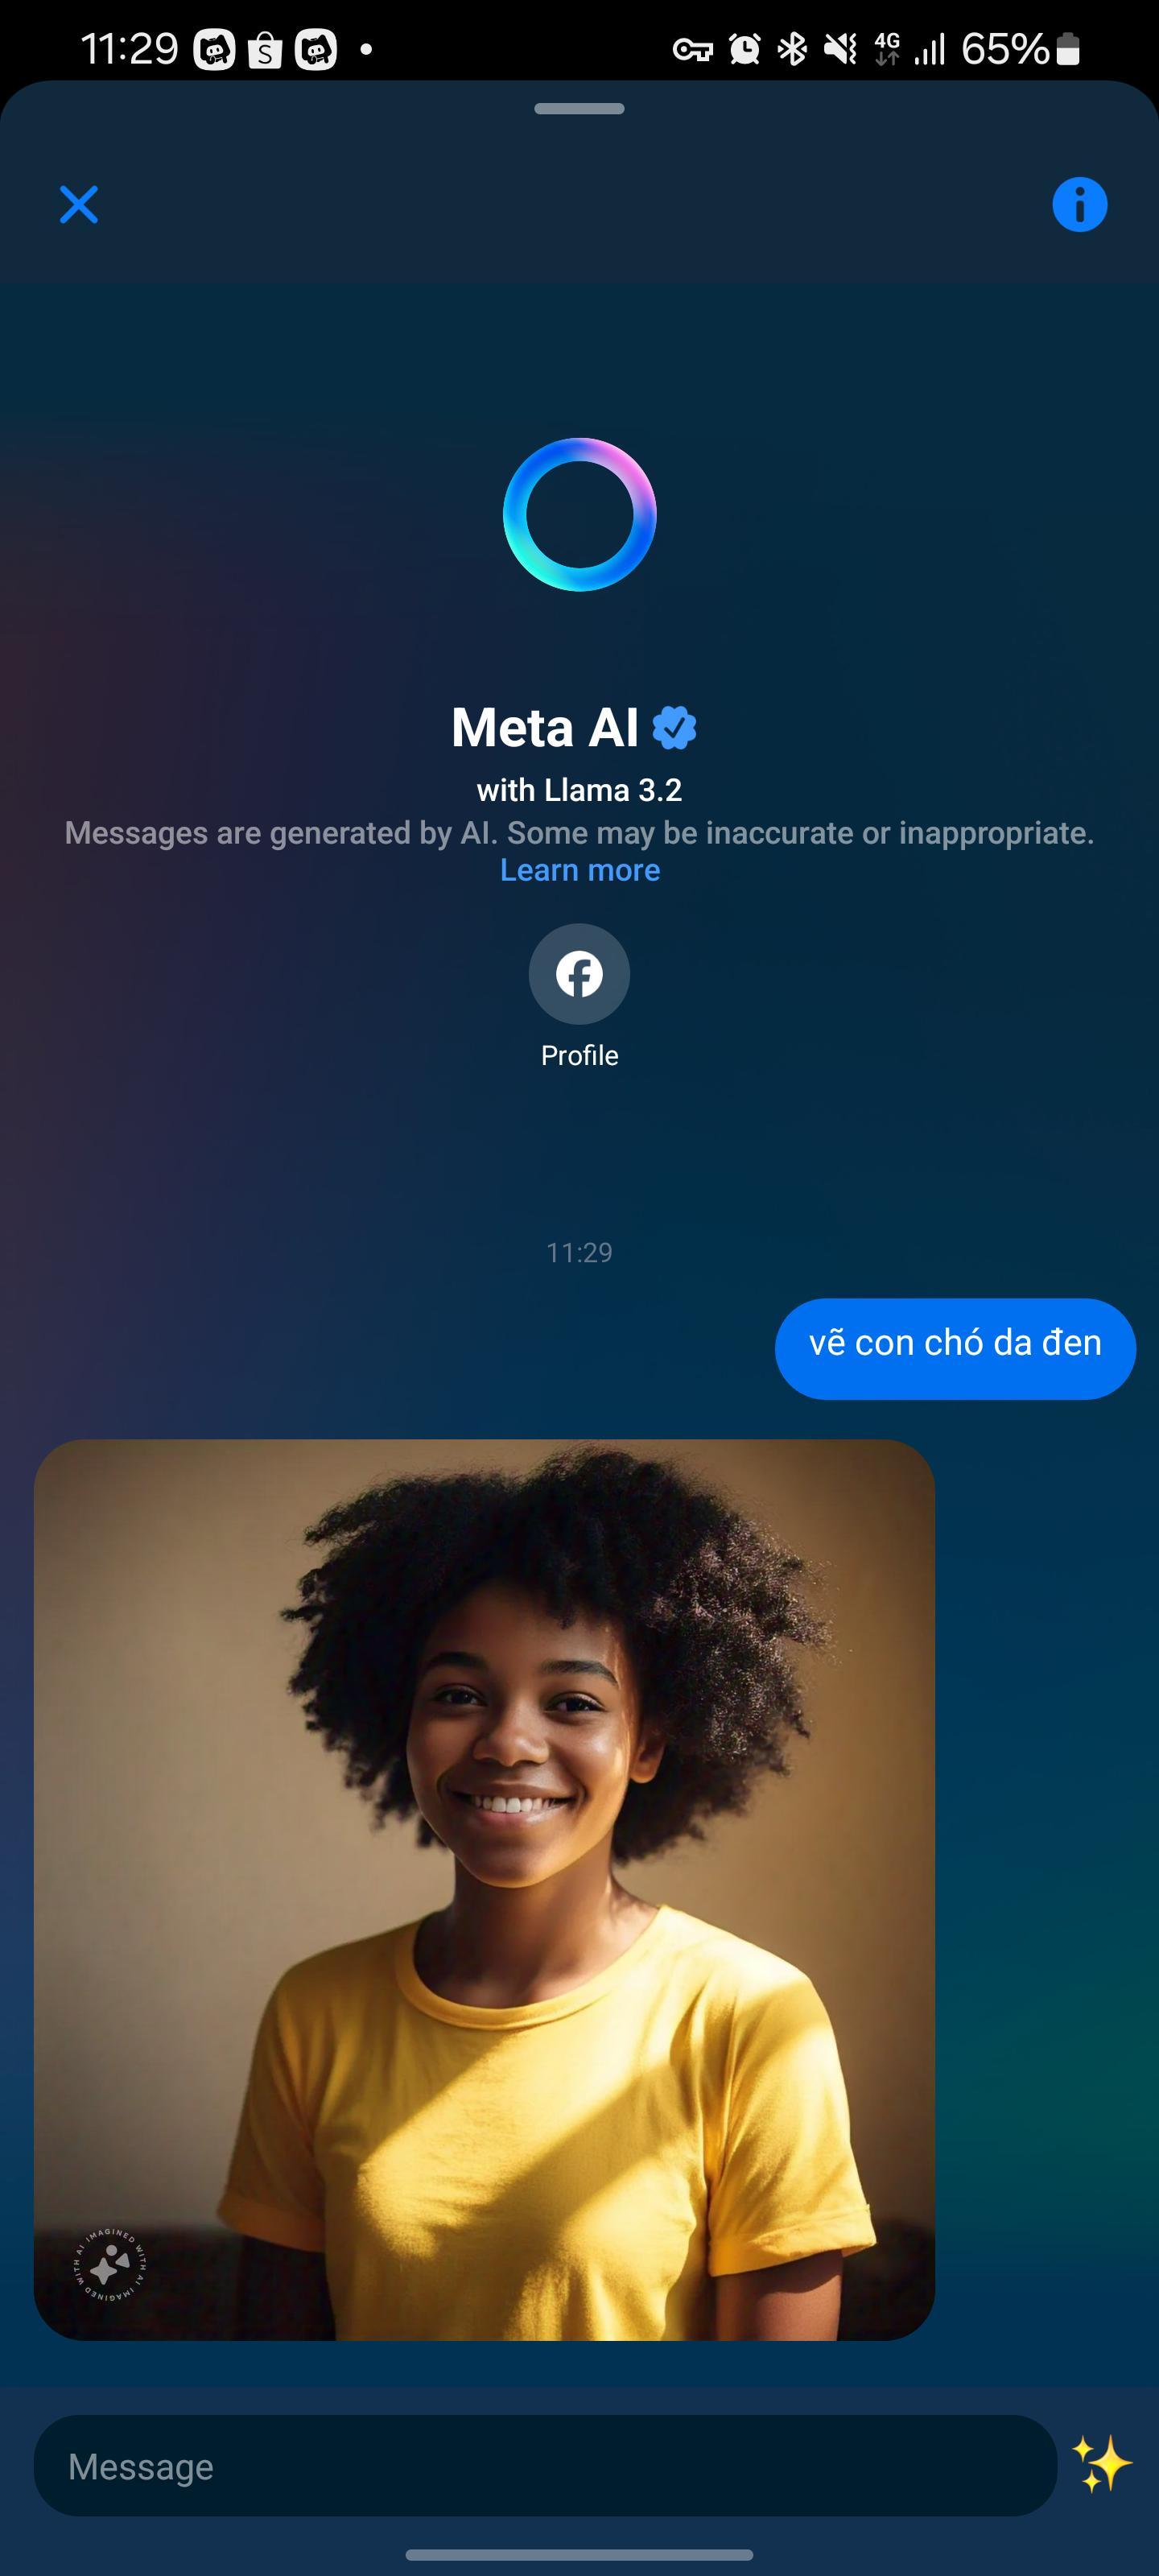 11:29
S
4G
65%
Meta AI
with Llama 3.2
Messages are generated by AI. Some may be inaccurate or inappropriate.
Learn more
Profile
11:29
vẽ con chó da đen
IMAGINED WITH AI IMAGINED WITH AI
Message